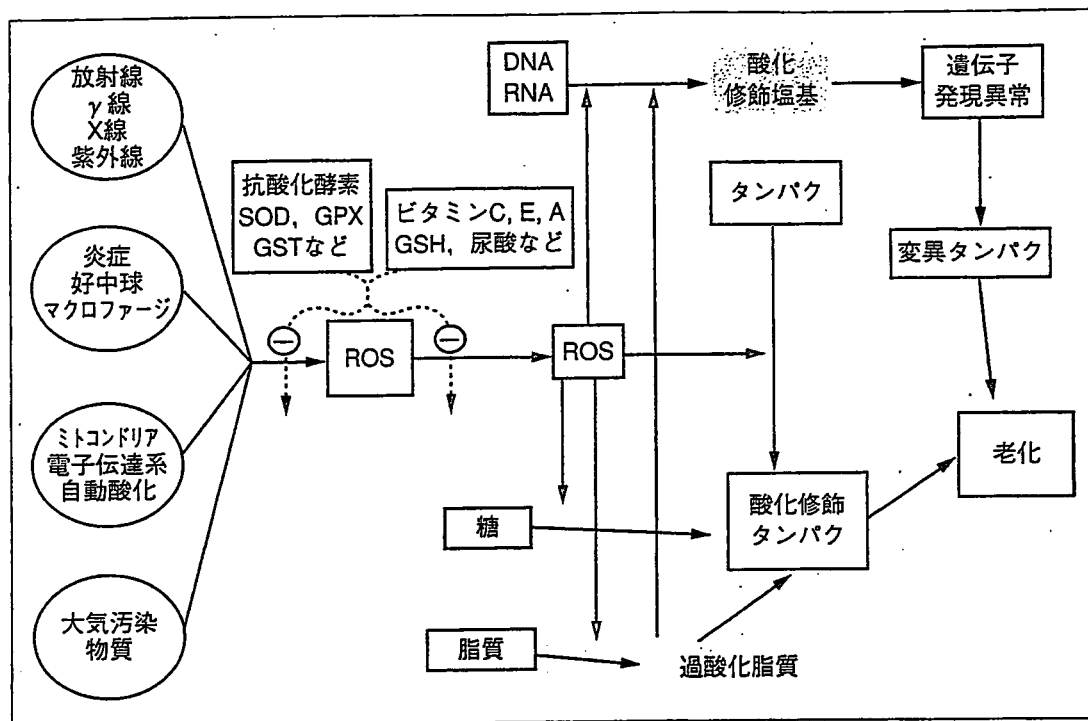 放射線
γ線
X線
紫外線
炎症
好中球
マクロファージ
ミトコンドリア
電子伝達系
自動酸化
大気汚染
物質
抗酸化酵素
SOD, GPX
GSTなど
ビタミンC, E, A
GSH, 尿酸など
ROS
ROS
DNA
RNA
酸化
修飾塩基
遺伝子
発現異常
タンパク
変異タンパク
糖
酸化修飾
タンパク
老化
脂質
過酸化脂質